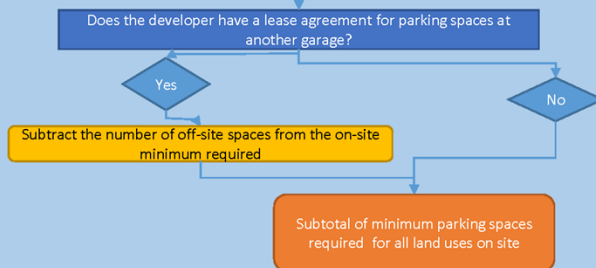 Does the developer have a lease agreement for parking spaces at
another garage?
Yes
No
Subtract the number of off-site spaces from the on-site
minimum required
Subtotal of minimum parking spaces
required for all land uses on site